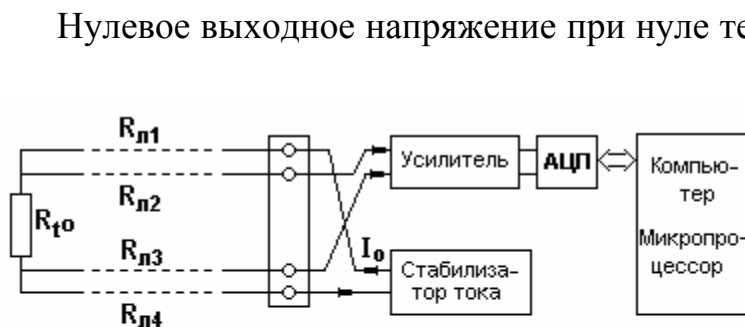 Нулевое выходное напряжение при нуле те
Rл1
Rл2
Rt°
Rл3
Rл4
Усилитель
АЦП
Компью-
тер
Микропро-
цессор
Io
Стабилиза-
тор тока